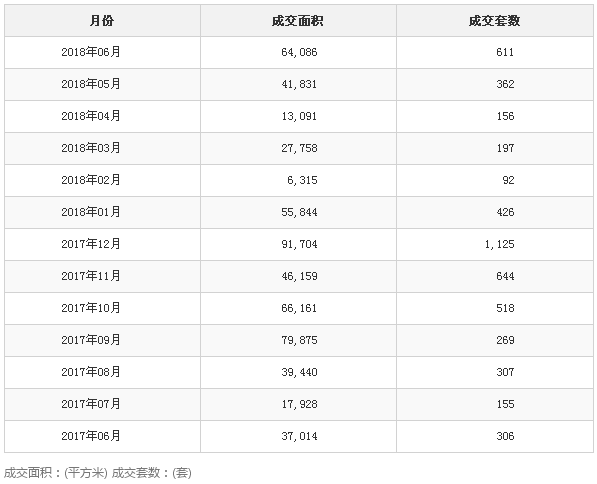 月份 成交面积 成交套数
2018年06月 64,086 611
2018年05月 41,831 362
2018年04月 13,091 156
2018年03月 27,758 197
2018年02月 6,315 92
2018年01月 55,844 426
2017年12月 91,704 1,125
2017年11月 46,159 644
2017年10月 66,161 518
2017年09月 79,875 269
2017年08月 39,440 307
2017年07月 17,928 155
2017年06月 37,014 306
成交面积：(平方米) 成交套数：(套)